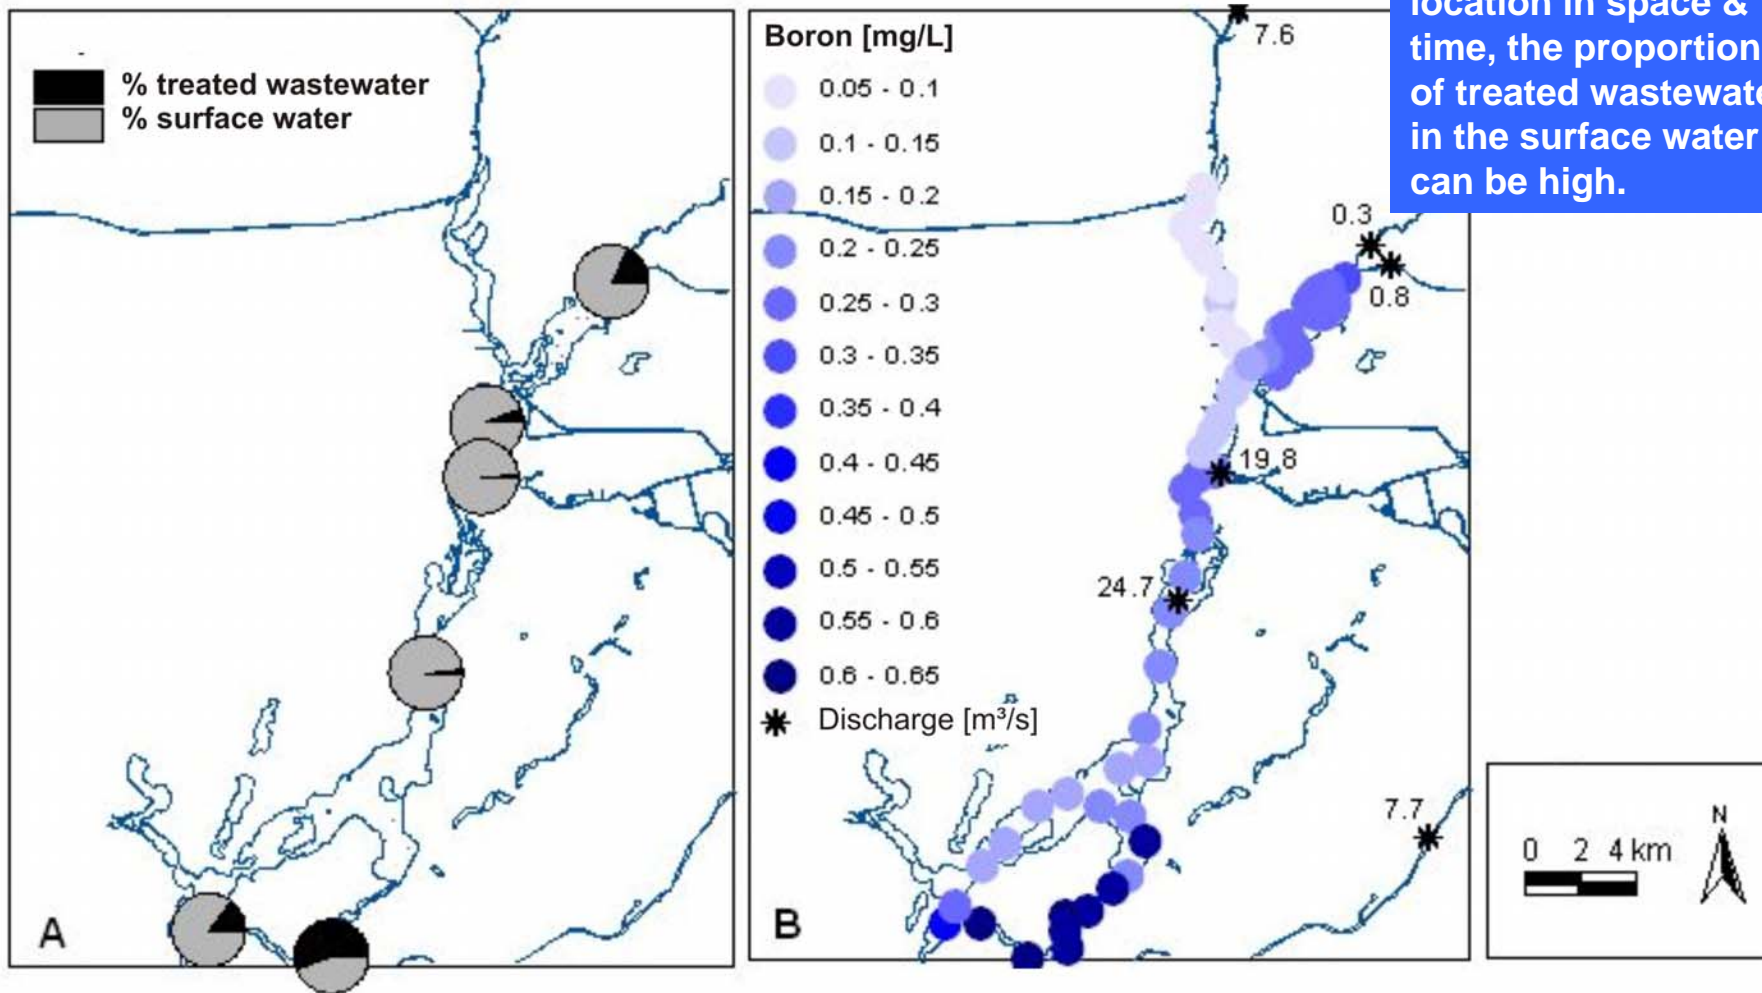 % treated wastewater
% surface water
A
Boron [mg/L]
0.05 - 0.1
0.1 - 0.15
0.15 - 0.2
0.2 - 0.25
0.25 - 0.3
0.3 - 0.35
0.35 - 0.4
0.4 - 0.45
0.45 - 0.5
0.5 - 0.55
0.55 - 0.6
0.6 - 0.65
Discharge [m³/s]
B
7.6
0.3
0.8
19.8
24.7
7.7
location in space &
time, the proportion
of treated wastewate
in the surface water
can be high.
0 2 4 km
N